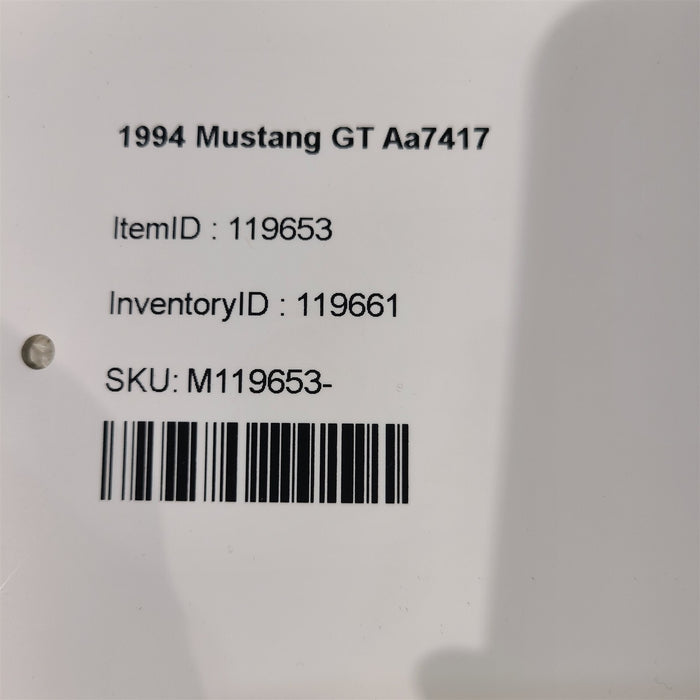 1994 Mustang GT Aa7417
ItemID : 119653
InventoryID : 119661
SKU: M119653-